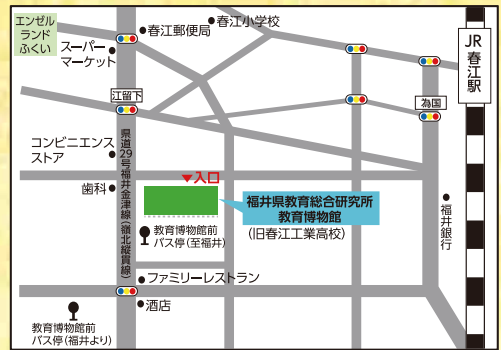 エンゼル
ランド
ふくい
春江郵便局
春江小学校
スーパー
マーケット
JR
春江駅
江留下
為国
コンビニエンス
ストア
県道29号福井金津線(嶺北縦貫線)
歯科
入口
福井県教育総合研究所
教育博物館
(旧春江工業高校)
福井銀行
教育博物館前
バス停(至福井)
ファミリーレストラン
酒店
教育博物館前
バス停(福井より)